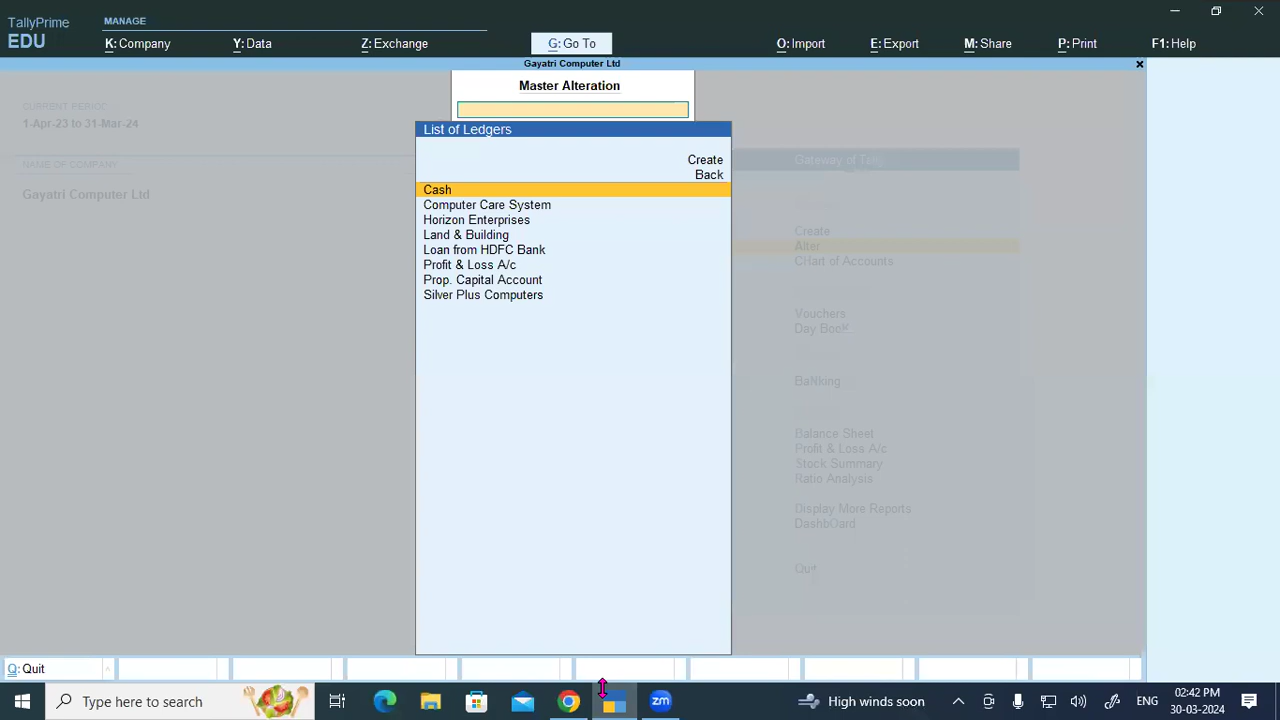 TallyPrime
EDU
MANAGE
K: Company
Y: Data
Z: Exchange
G: Go To
O: Import
E: Export
M: Share
P: Print
F1: Help
Gayatri Computer Ltd
CURRENT PERIOD
1-Apr-23 to 31-Mar-24
NAME OF COMPANY
Gayatri Computer Ltd
Master Alteration
List of Ledgers
Create
Back
Cash
Computer Care System
Horizon Enterprises
Land & Building
Loan from HDFC Bank
Profit & Loss A/c
Prop. Capital Account
Silver Plus Computers
Gateway of Tally
Create
Alter
CHart of Accounts
Vouchers
Day BooK
BaNking
Balance Sheet
Profit & Loss A/c
Stock Summary
Ratio Analysis
Display More Reports
DashbOard
Quit
Q: Quit
Type here to search
zm
High winds soon
ENG
02:42 PM
30-03-2024